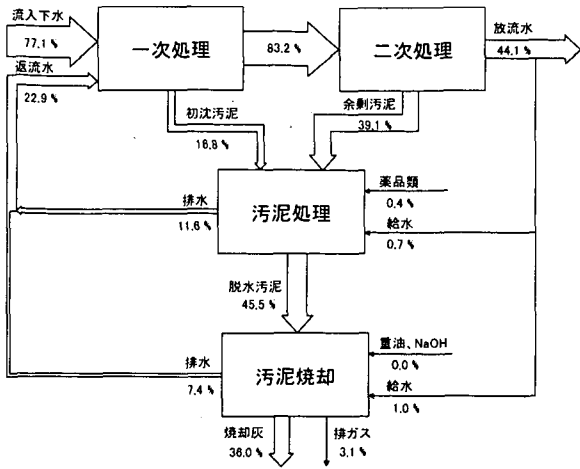 流入下水
77.1 %
一次処理
83.2 %
二次処理
放流水
44.1 %
返流水
22.9 %
初沈汚泥
16.8 %
余剰汚泥
39.1 %
汚泥処理
薬品類
0.4 %
給水
0.7 %
排水
11.6 %
脱水汚泥
45.5 %
汚泥焼却
重油、NaOH
0.0 %
給水
1.0 %
排水
7.4 %
焼却灰
36.0 %
排ガス
3.1 %